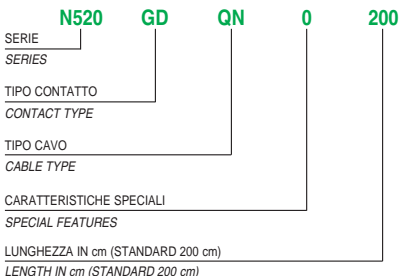 N520 GD QN 0 200
SERIE
SERIES
TIPO CONTATTO
CONTACT TYPE
TIPO CAVO
CABLE TYPE
CARATTERISTICHE SPECIALI
SPECIAL FEATURES
LUNGHEZZA IN cm (STANDARD 200 cm)
LENGTH IN cm (STANDARD 200 cm)